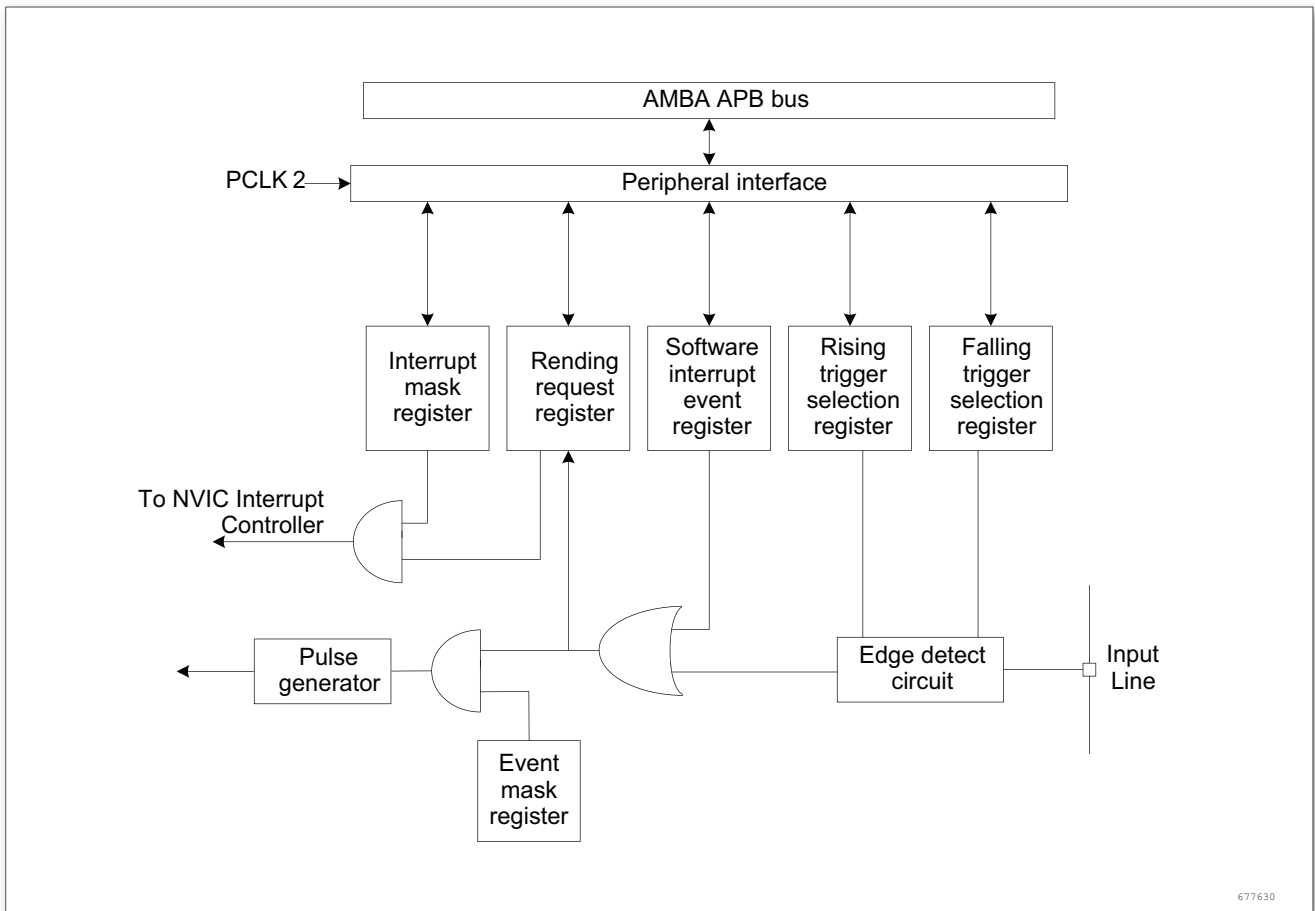 AMBA APB bus
PCLK 2
Peripheral interface
Interrupt
mask
register
Rending
request
register
Software
interrupt
event
register
Rising
trigger
selection
register
Falling
trigger
selection
register
To NVIC Interrupt
Controller
Pulse
generator
Edge detect
circuit
Input
Line
Event
mask
register
677630